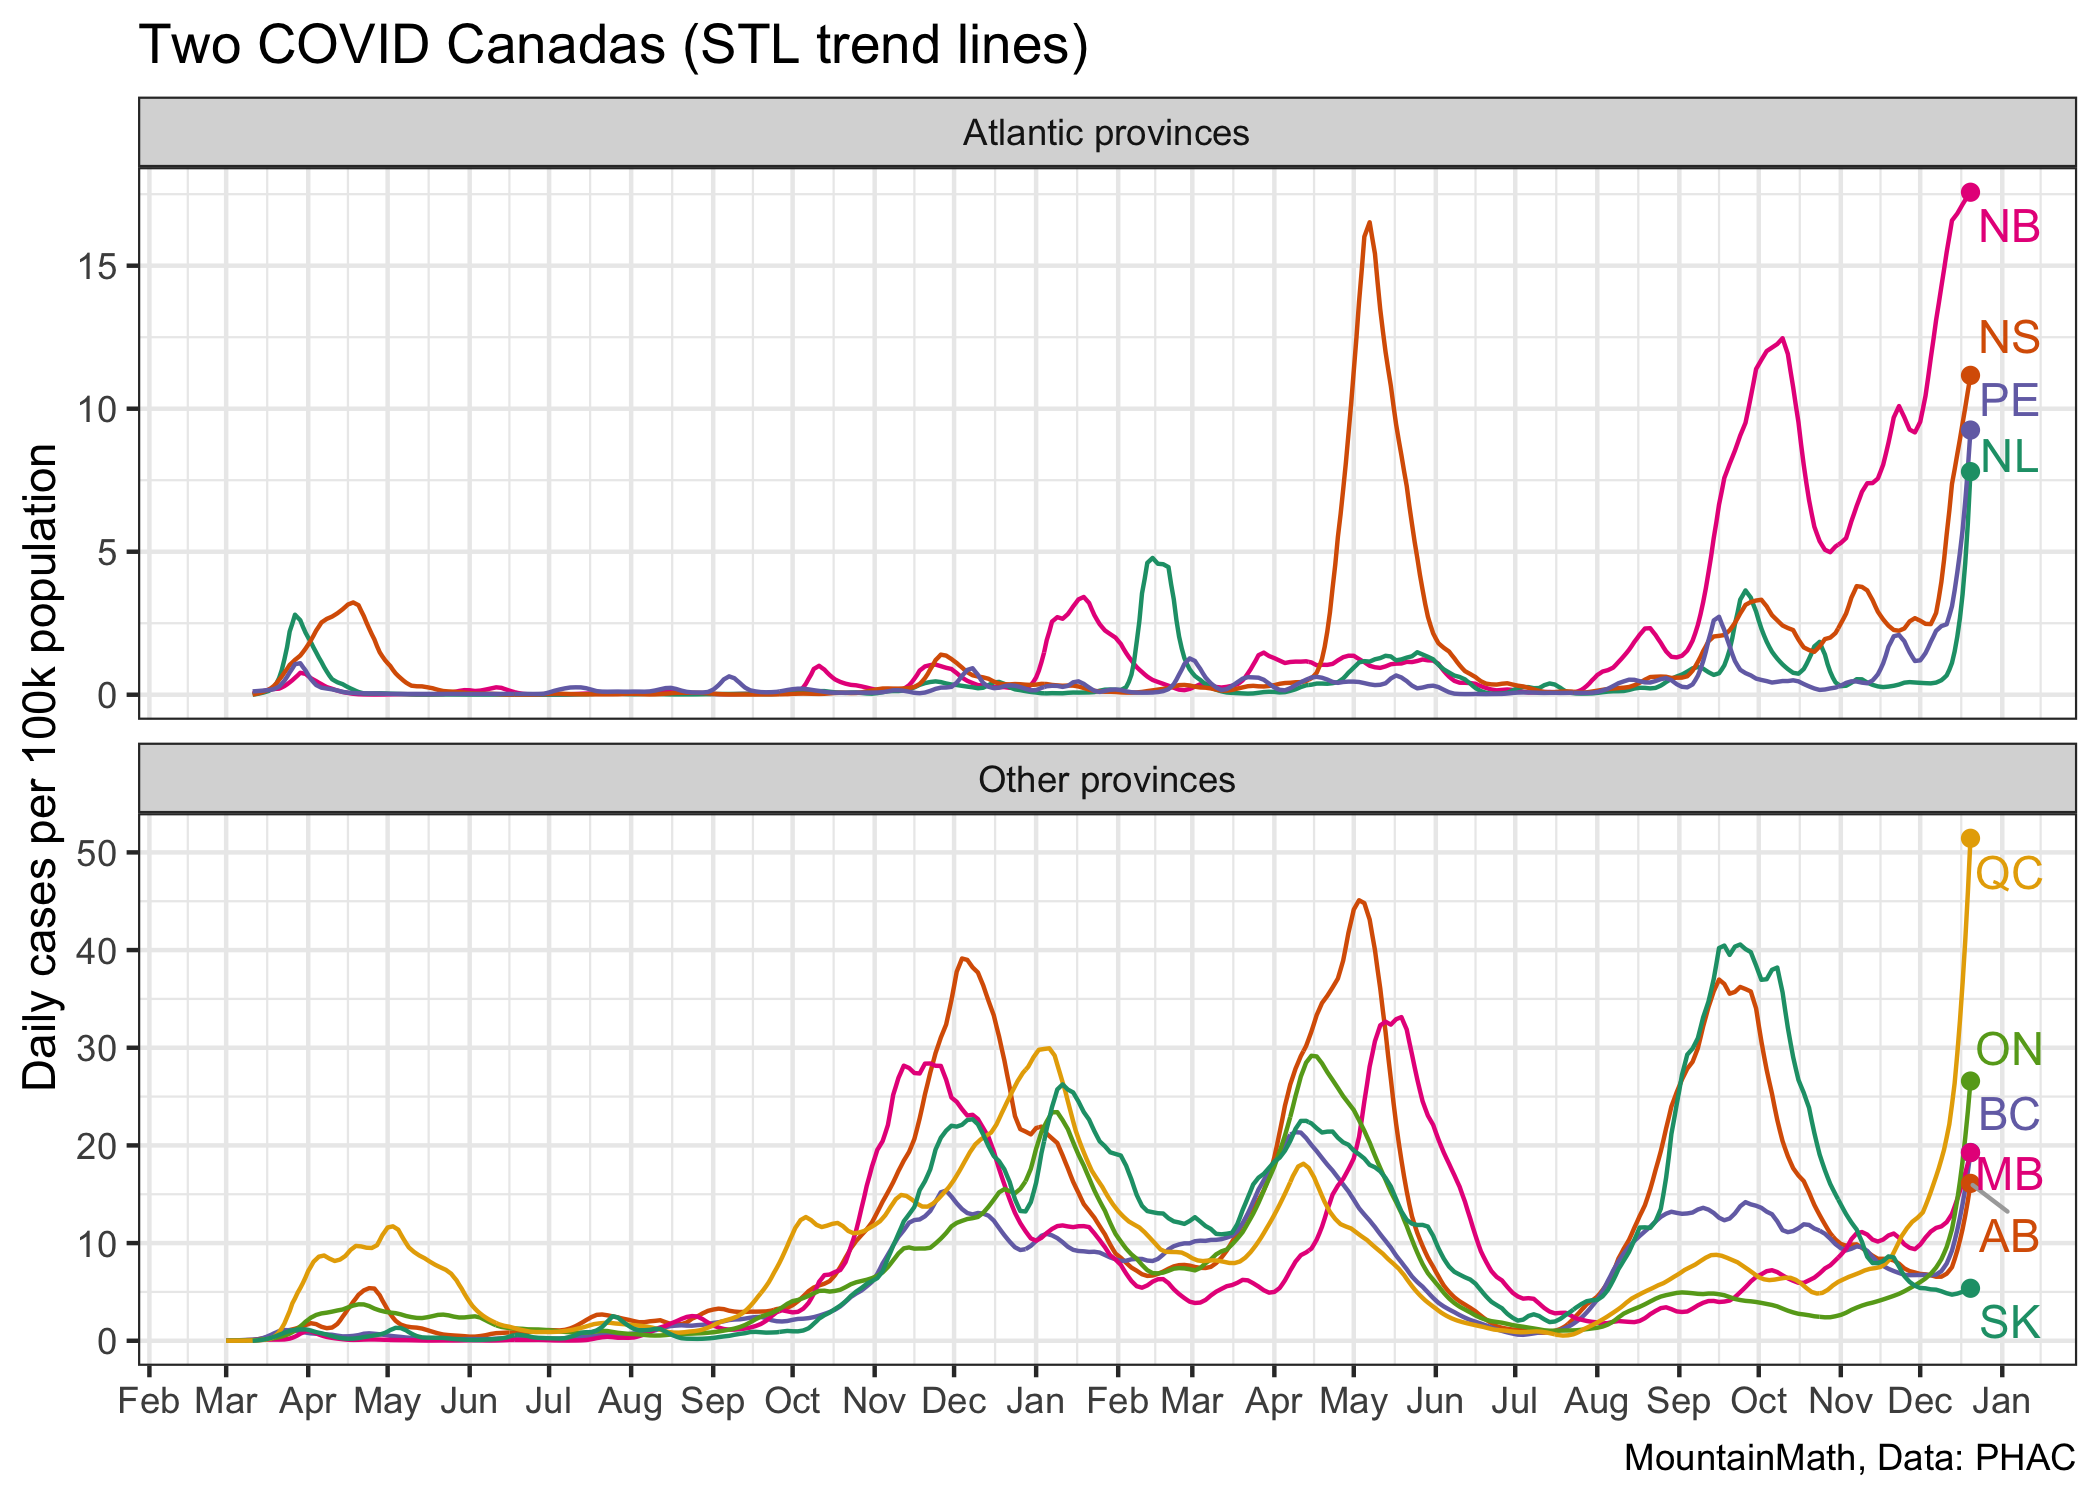 Two COVID Canadas (STL trend lines)
Atlantic provinces
Daily cases per 100k population
15
10
5
0
NB
NS
PE
NL
Other provinces
50
40
30
20
10
0
QC
ON
BC
MB
AB
SK
Feb Mar Apr May Jun Jul Aug Sep Oct Nov Dec Jan Feb Mar Apr May Jun Jul Aug Sep Oct Nov Dec Jan
MountainMath, Data: PHAC